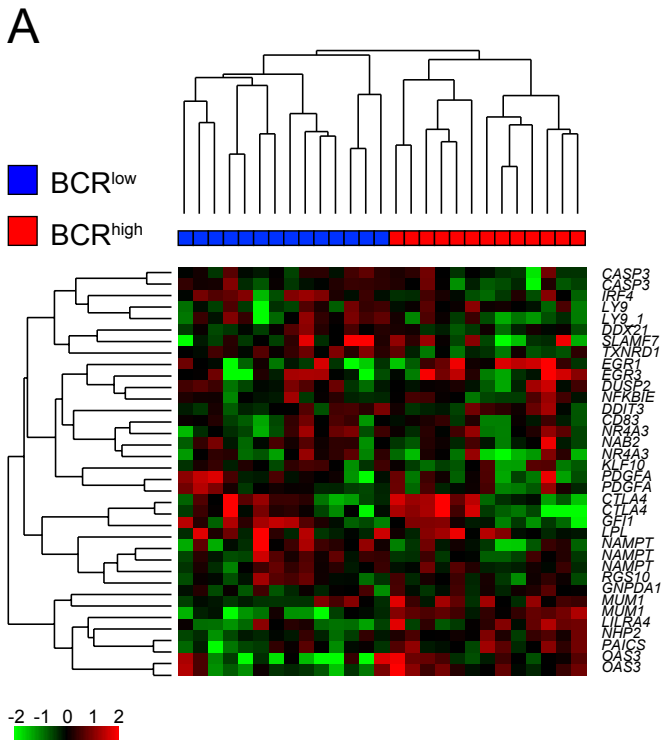 A
BCRlow
BCRhigh
CASP3
CASP3
IRF4
LY9
LY9_1
DDX21
SLAMF7
TXNRD1
EGR1
EGR3
DUSP2
NFKBIE
DDIT3
CD83
NR4A3
NAB2
NR4A3
KLF10
PDGFA
PDGFA
CTLA4
CTLA4
GFI1
LPL
NAMPT
NAMPT
NAMPT
RGS10
GNPDA1
MUM1
MUM1
LILRA4
NHP2
PAICS
OAS3
OAS3
-2 -1 0 1 2